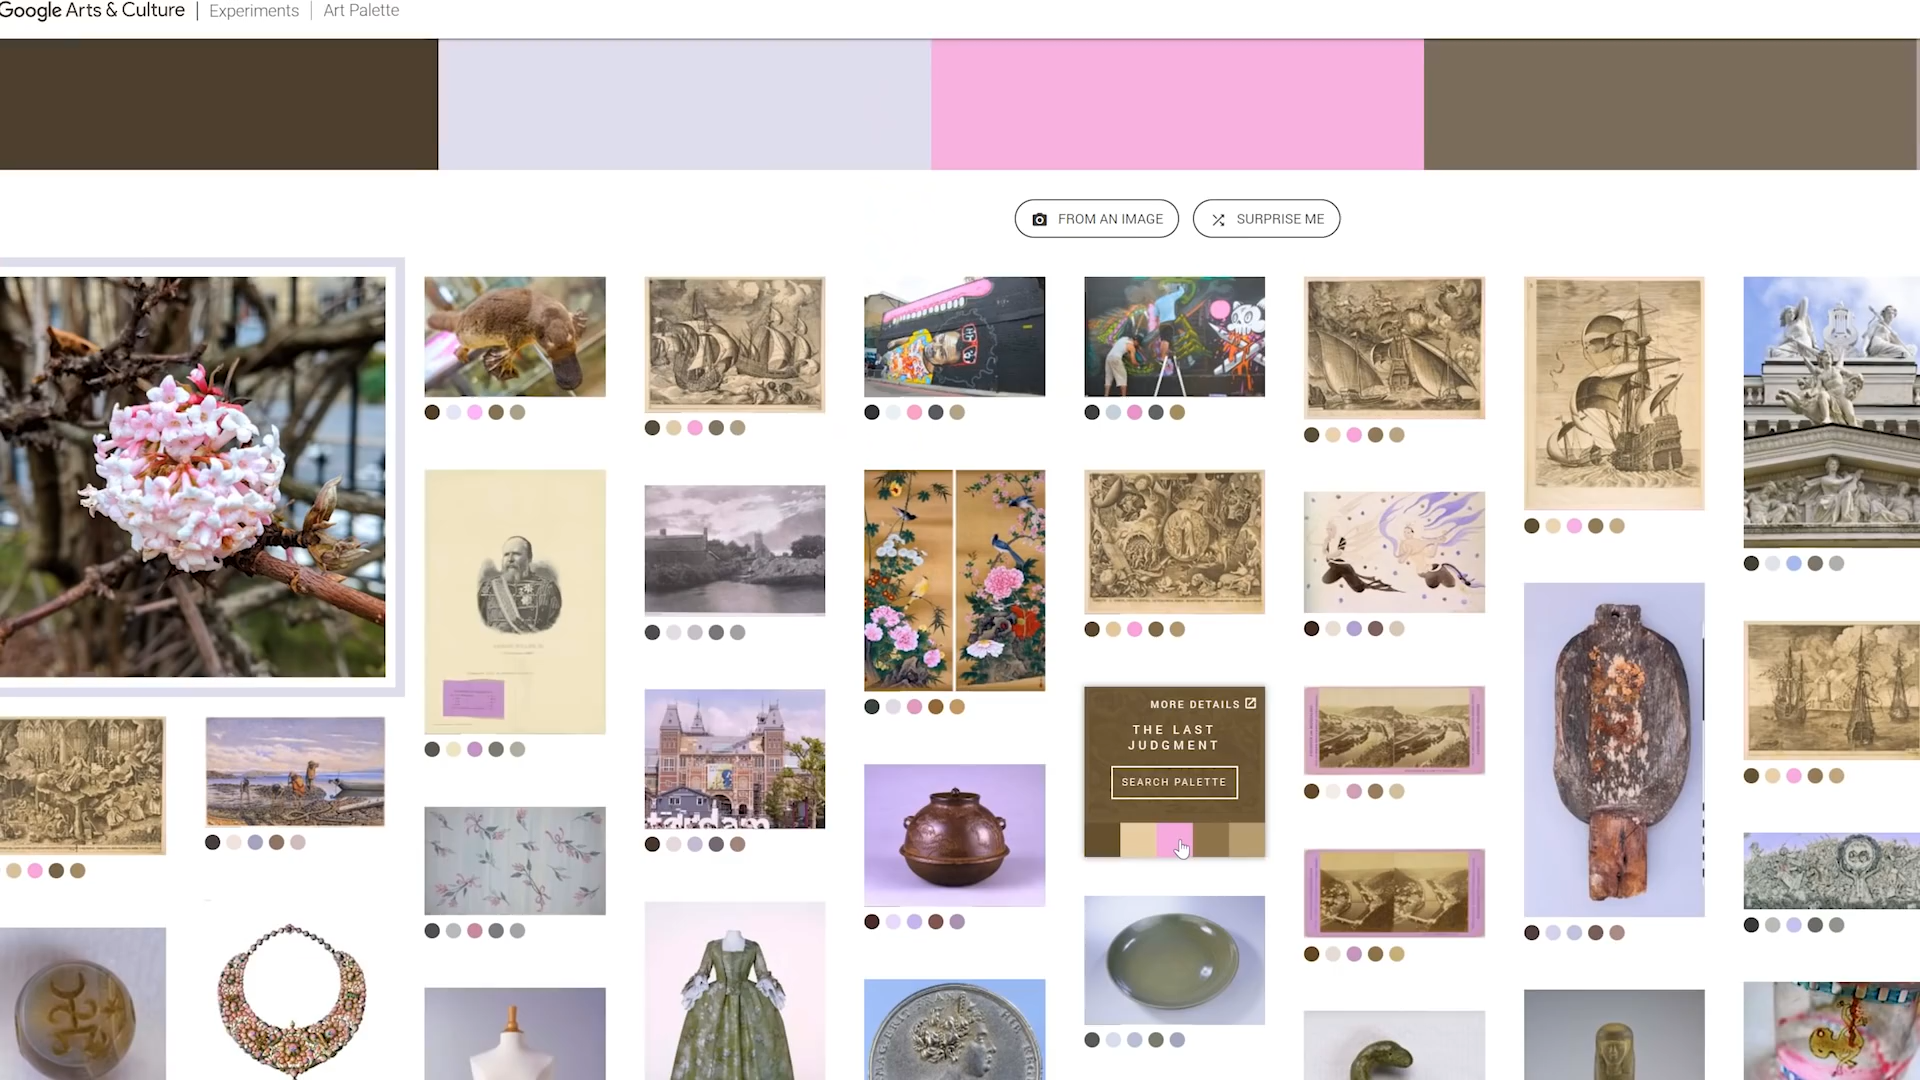 Google Arts & Culture | Experiments | Art Palette
FROM AN IMAGE
SURPRISE ME
MORE DETAILS
THE LAST
JUDGMENT
SEARCH PALETTE